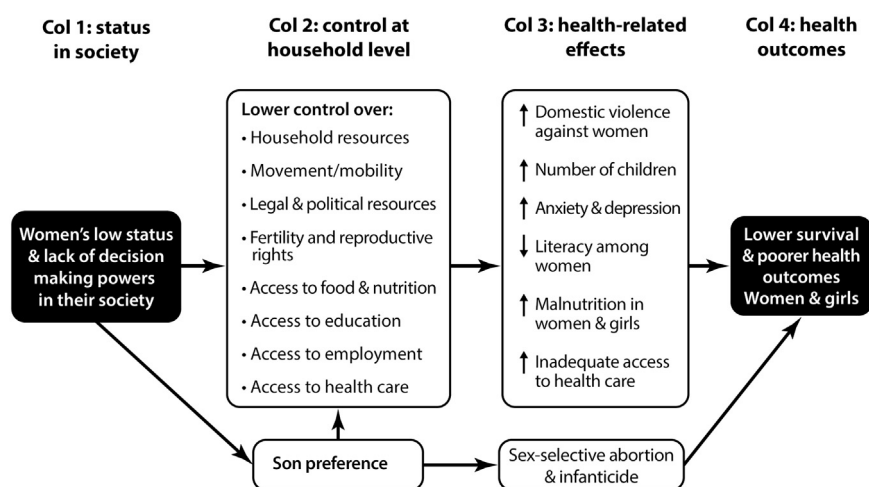 Col 1: status
in society
Col 2: control at
household level
Col 3: health-related
effects
Col 4: health
outcomes
Women's low status
& lack of decision
making powers
in their society
Lower control over:
• Household resources
• Movement/mobility
• Legal & political resources
• Fertility and reproductive
rights
• Access to food & nutrition
• Access to education
• Access to employment
• Access to health care
↑ Domestic violence
against women
↑ Number of children
↑ Anxiety & depression
↓ Literacy among
women
↑ Malnutrition in
women & girls
↑ Inadequate access
to health care
Lower survival
& poorer health
outcomes
Women & girls
Son preference
Sex-selective abortion
& infanticide